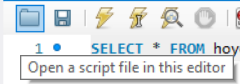 1 SELECT * FROM hoy
Open a script file in this editor